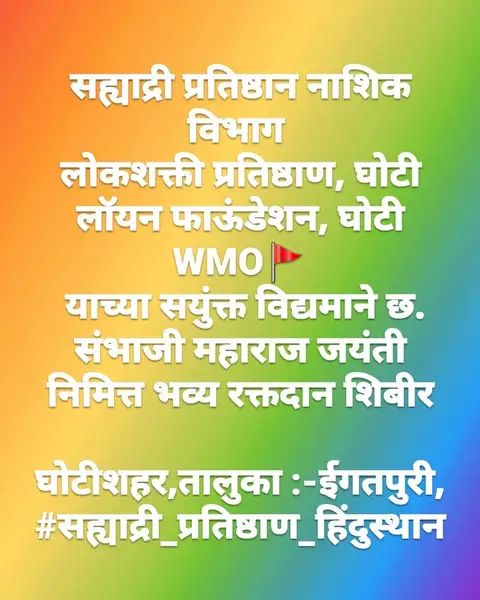 सह्याद्री प्रतिष्ठान नाशिक
विभाग
लोकशक्ती प्रतिष्ठाण, घोटी
लॉयन फाऊंडेशन, घोटी
WMO🚩
याच्या सयुंक्त विद्यमाने छ.
संभाजी महाराज जयंती
निमित्त भव्य रक्तदान शिबीर
घोटीशहर,तालुका :-ईगतपुरी,
#सह्याद्री_प्रतिष्ठाण_हिंदुस्थान